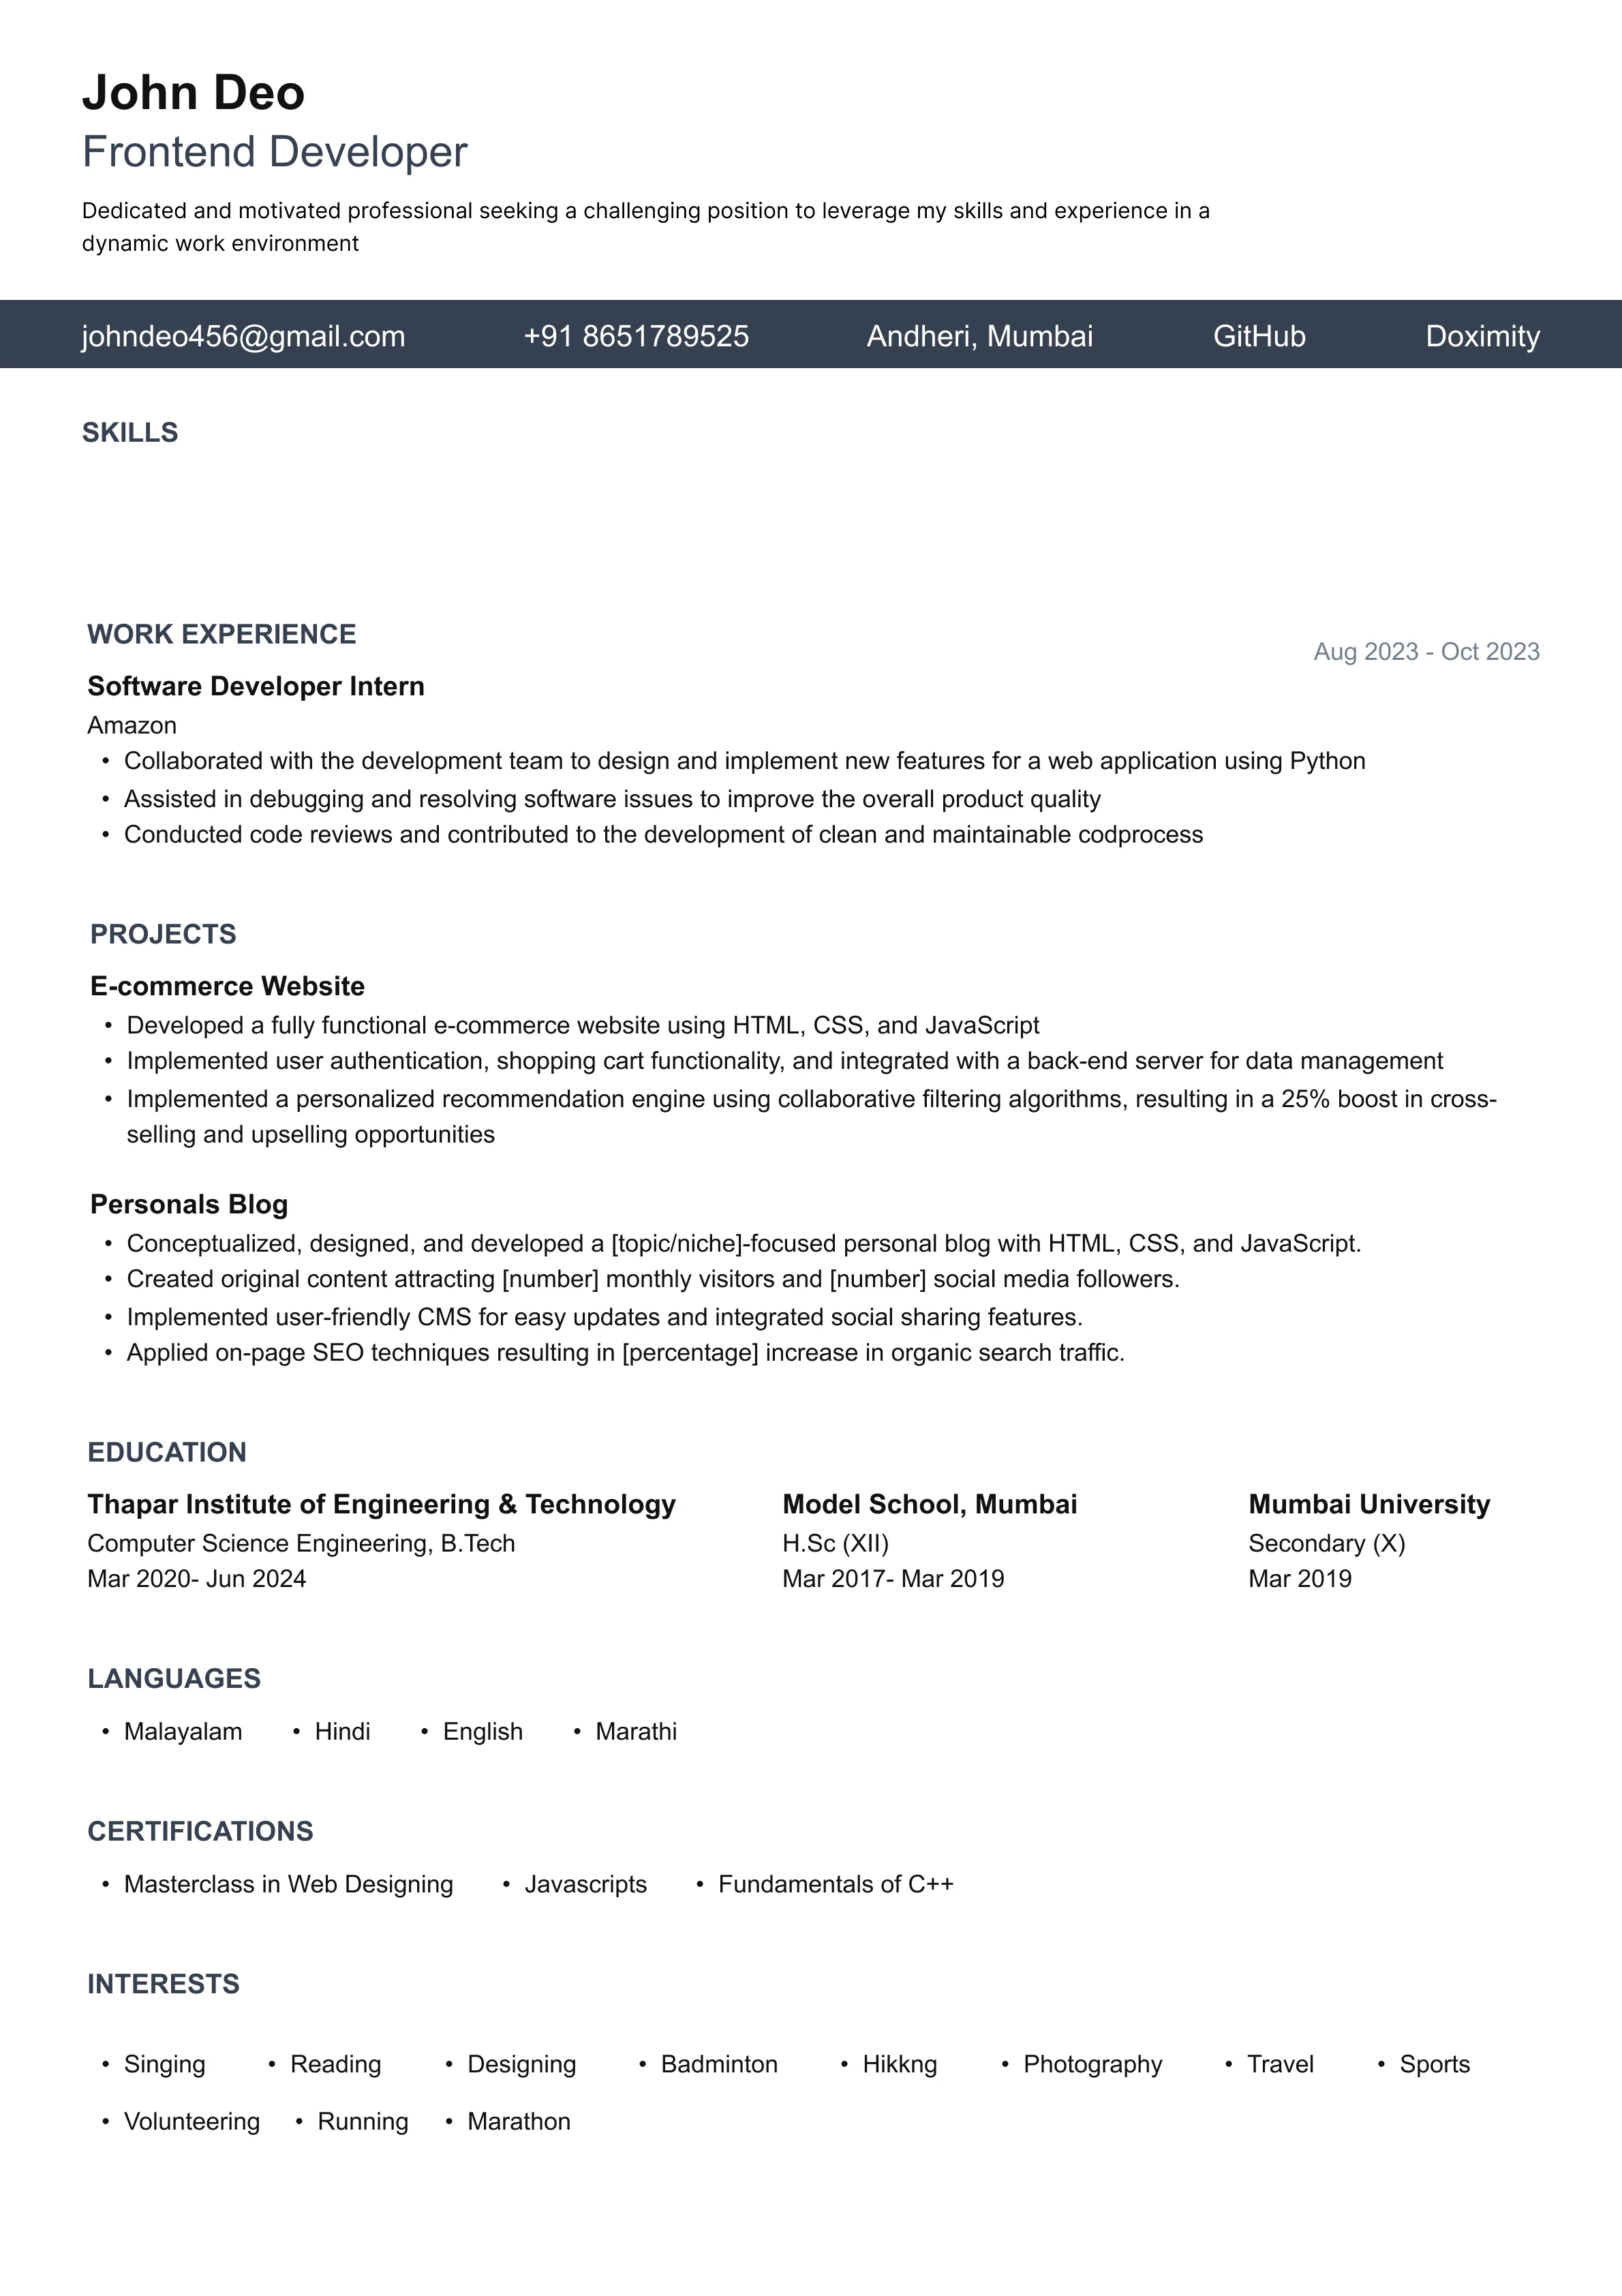 John Deo
Frontend Developer
Dedicated and motivated professional seeking a challenging position to leverage my skills and experience in a
dynamic work environment
johndeo456@gmail.com +91 8651789525 Andheri, Mumbai GitHub Doximity
SKILLS
WORK EXPERIENCE
Aug 2023 - Oct 2023
Software Developer Intern
Amazon
• Collaborated with the development team to design and implement new features for a web application using Python
• Assisted in debugging and resolving software issues to improve the overall product quality
• Conducted code reviews and contributed to the development of clean and maintainable codprocess
PROJECTS
E-commerce Website
• Developed a fully functional e-commerce website using HTML, CSS, and JavaScript
• Implemented user authentication, shopping cart functionality, and integrated with a back-end server for data management
• Implemented a personalized recommendation engine using collaborative filtering algorithms, resulting in a 25% boost in cross-
selling and upselling opportunities
Personals Blog
• Conceptualized, designed, and developed a [topic/niche]-focused personal blog with HTML, CSS, and JavaScript.
• Created original content attracting [number] monthly visitors and [number] social media followers.
• Implemented user-friendly CMS for easy updates and integrated social sharing features.
• Applied on-page SEO techniques resulting in [percentage] increase in organic search traffic.
EDUCATION
Thapar Institute of Engineering & Technology Model School, Mumbai Mumbai University
Computer Science Engineering, B.Tech H.Sc (XII) Secondary (X)
Mar 2020- Jun 2024 Mar 2017- Mar 2019 Mar 2019
LANGUAGES
• Malayalam • Hindi • English • Marathi
CERTIFICATIONS
• Masterclass in Web Designing • Javascripts • Fundamentals of C++
INTERESTS
• Singing • Reading • Designing • Badminton • Hikkng • Photography • Travel • Sports
• Volunteering • Running • Marathon